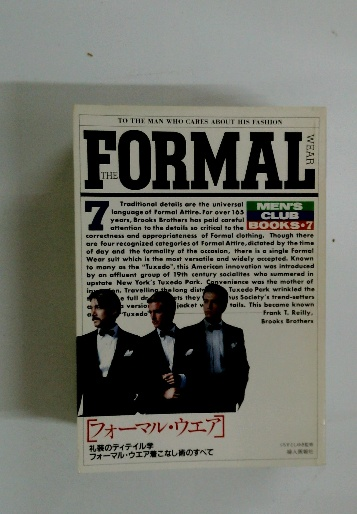 TO THE MAN WHO CARES ABOUT HIS FASHION
THE FORMAL WEAR
7
MEN'S
CLUB
BOOKS・7
Traditional details are the universal
language of Formal Attire. For over 165
years, Brooks Brothers has paid careful
attention to the details so critical to the
correctness and appropriateness of Formal clothing. Though there
are four recognized categories of Formal Attire, dictated by the time
of day and the formality of the occasion, there is a single Formal
Wear suit which is the most versatile and widely accepted. Known
to many as the "Tuxedo", this American innovation was introduced
by an affluent group of 19th century socialites who summered in
upstate New York's Tuxedo Park. Convenience was the mother of
Travelling the long Tuxedo Park wrinkled the
full they Society's trend-setters
jacket tails. This became known
"Tuxedo" Frank T. Reilly,
Brooks Brothers
[フォーマル・ウエア]
礼装のディテイル学
フォーマル・ウエア着こなし術のすべて
婦人画報社